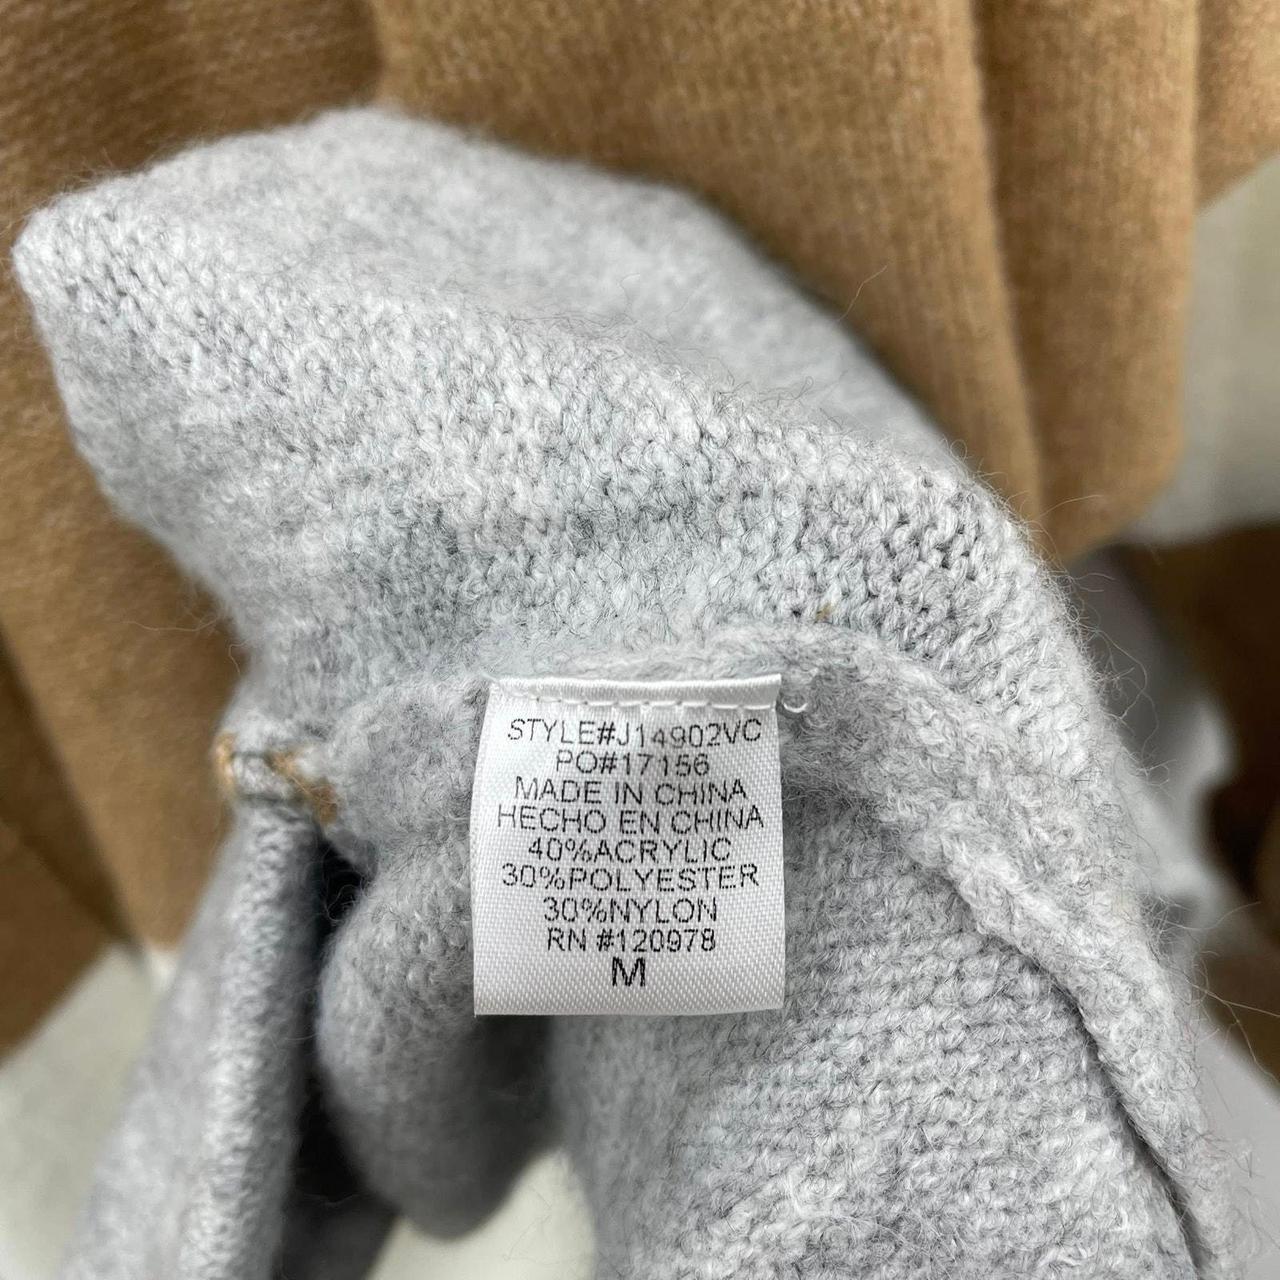 STYLE#J14902VC
PO#17156
MADE IN CHINA
HECHO EN CHINA
40%ACRYLIC
30%POLYESTER
30%NYLON
RN #120978
M